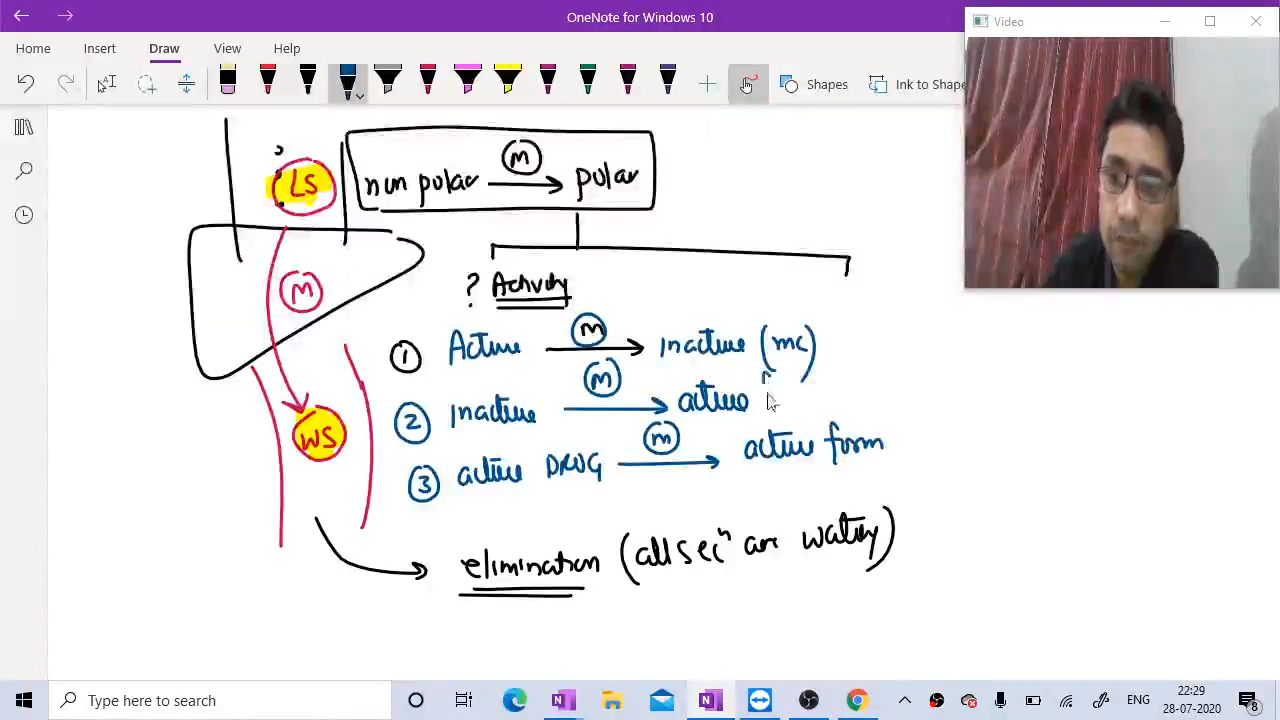 OneNote for Windows 10
Video
Home Insert Draw View Help
Shapes Ink to Shape
LS
M
non polar M polar
M
? Activity
1 Active m Inactive (mc)
2 Inactive m active
3 active DRUG m active form
WS
elimination (all secn are watery)
Type here to search
ENG
22:29
28-07-2020
8